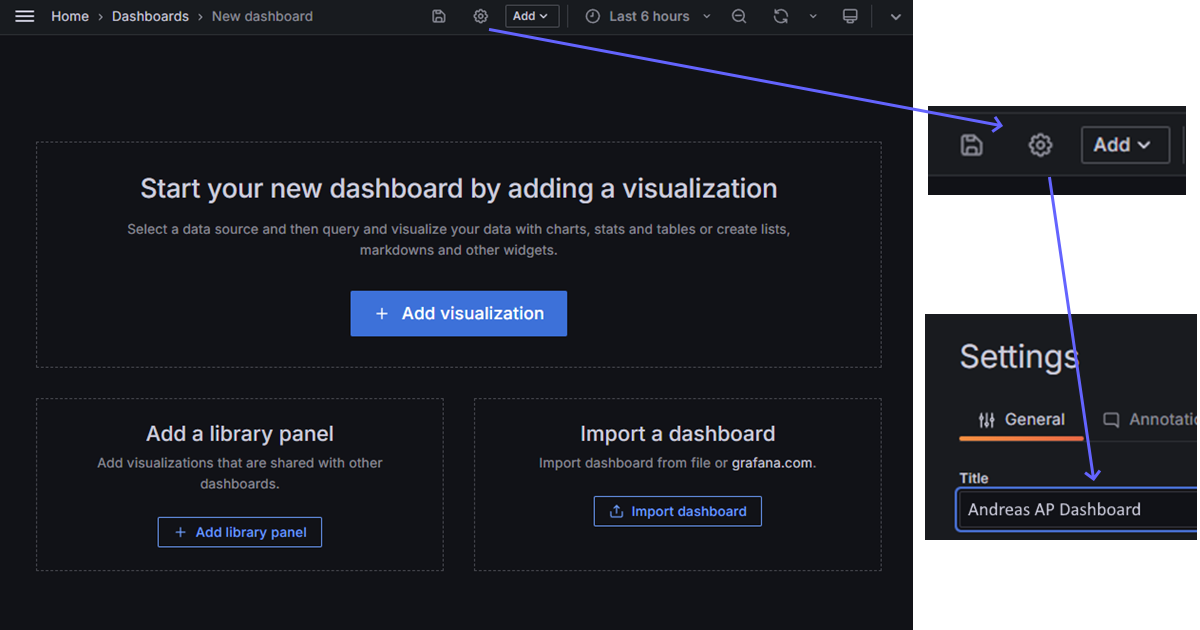 Home › Dashboards › New dashboard
Add
Last 6 hours
Start your new dashboard by adding a visualization
Select a data source and then query and visualize your data with charts, stats and tables or create lists,
markdowns and other widgets.
+ Add visualization
Add a library panel
Add visualizations that are shared with other
dashboards.
+ Add library panel
Import a dashboard
Import dashboard from file or grafana.com.
Import dashboard
Add
Settings
General
Annotatio
Title
Andreas AP Dashboard